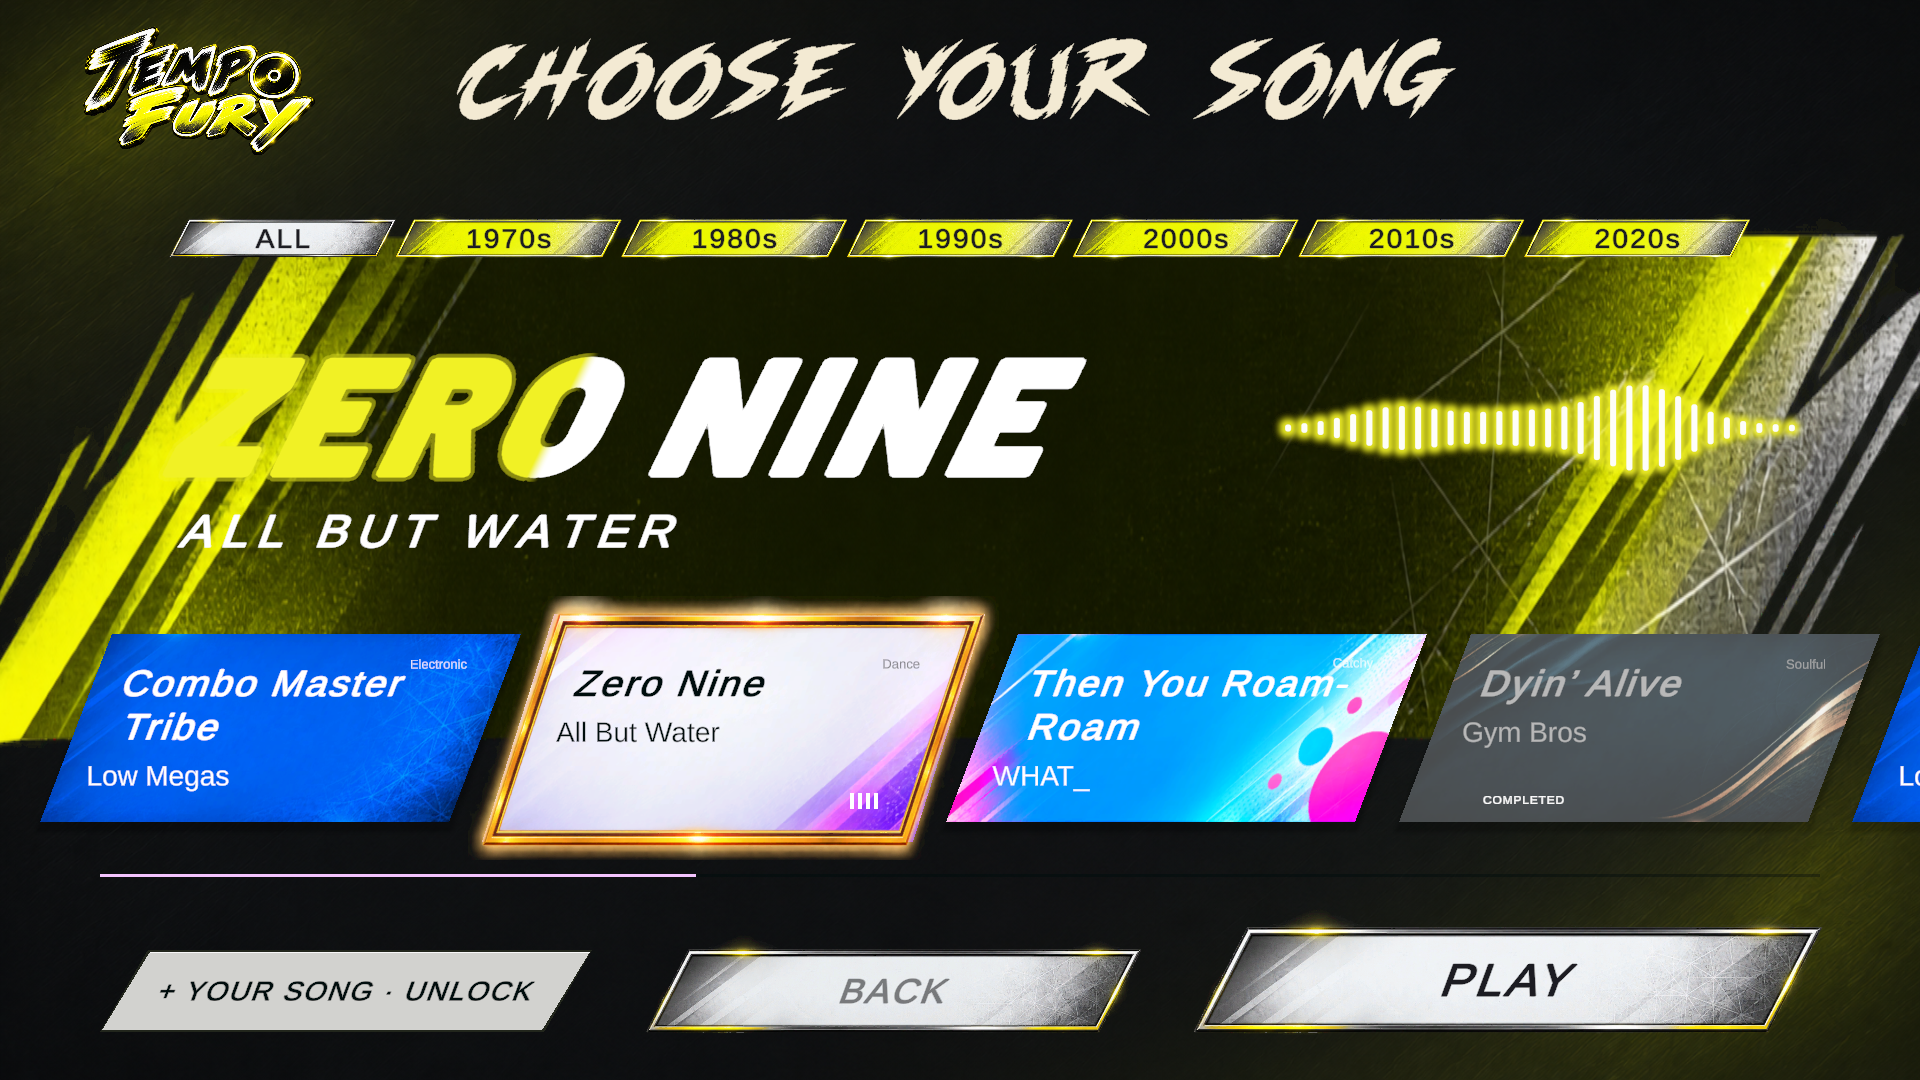 TEMPO
FURY
CHOOSE YOUR SONG
ALL
1970s
1980s
1990s
2000s
2010s
2020s
ZERO NINE
ALL BUT WATER
Electronic
Combo Master
Tribe
Low Megas
Dance
Zero Nine
All But Water
Catchy
Then You Roam-
Roam
WHAT_
Soulful
Dyin’ Alive
Gym Bros
COMPLETED
+ YOUR SONG · UNLOCK
BACK
PLAY